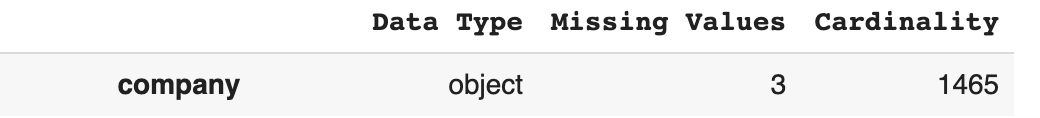 Data Type Missing Values Cardinality
company object 3 1465